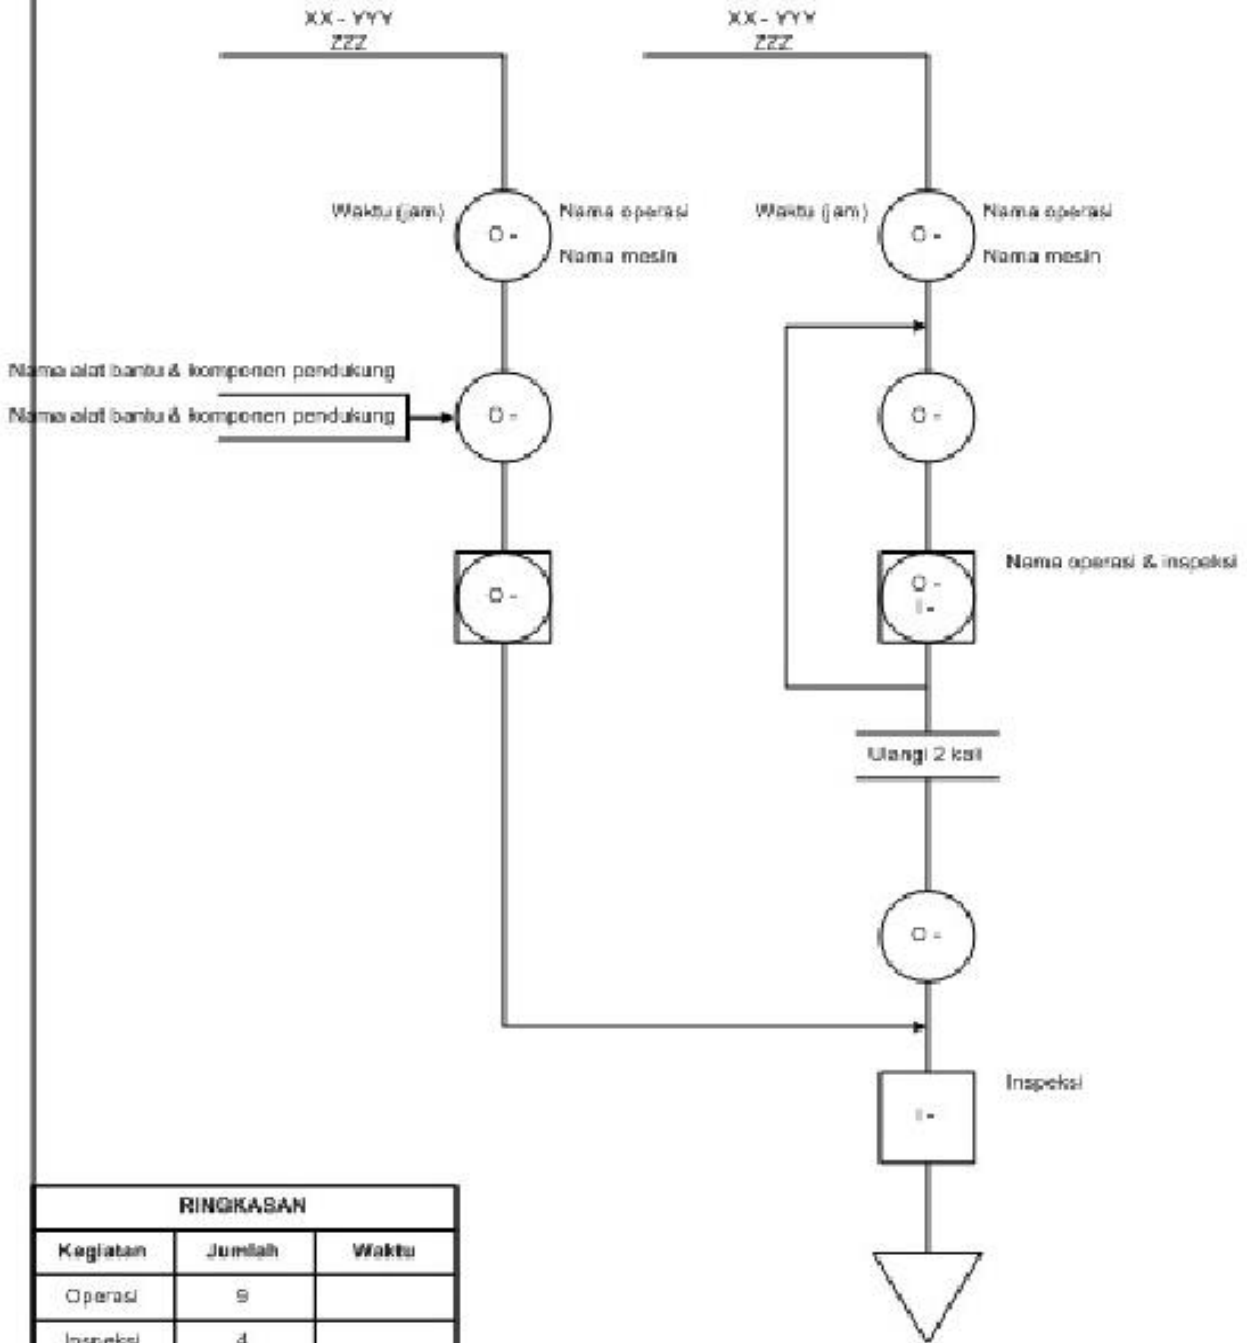 XX - YYY
ZZZ
XX - YYY
ZZZ
Waktu (jam)
O -
Nama operasi
Nama mesin
Waktu (jam)
O -
Nama operasi
Nama mesin
Nama alat bantu & komponen pendukung
Nama alat bantu & komponen pendukung
O -
O -
O -
O -
I -
Nama operasi & inspeksi
Ulangi 2 kali
O -
I -
Inspeksi
RINGKASAN
Kegiatan Jumlah Waktu
Operasi 9
Inspeksi 4